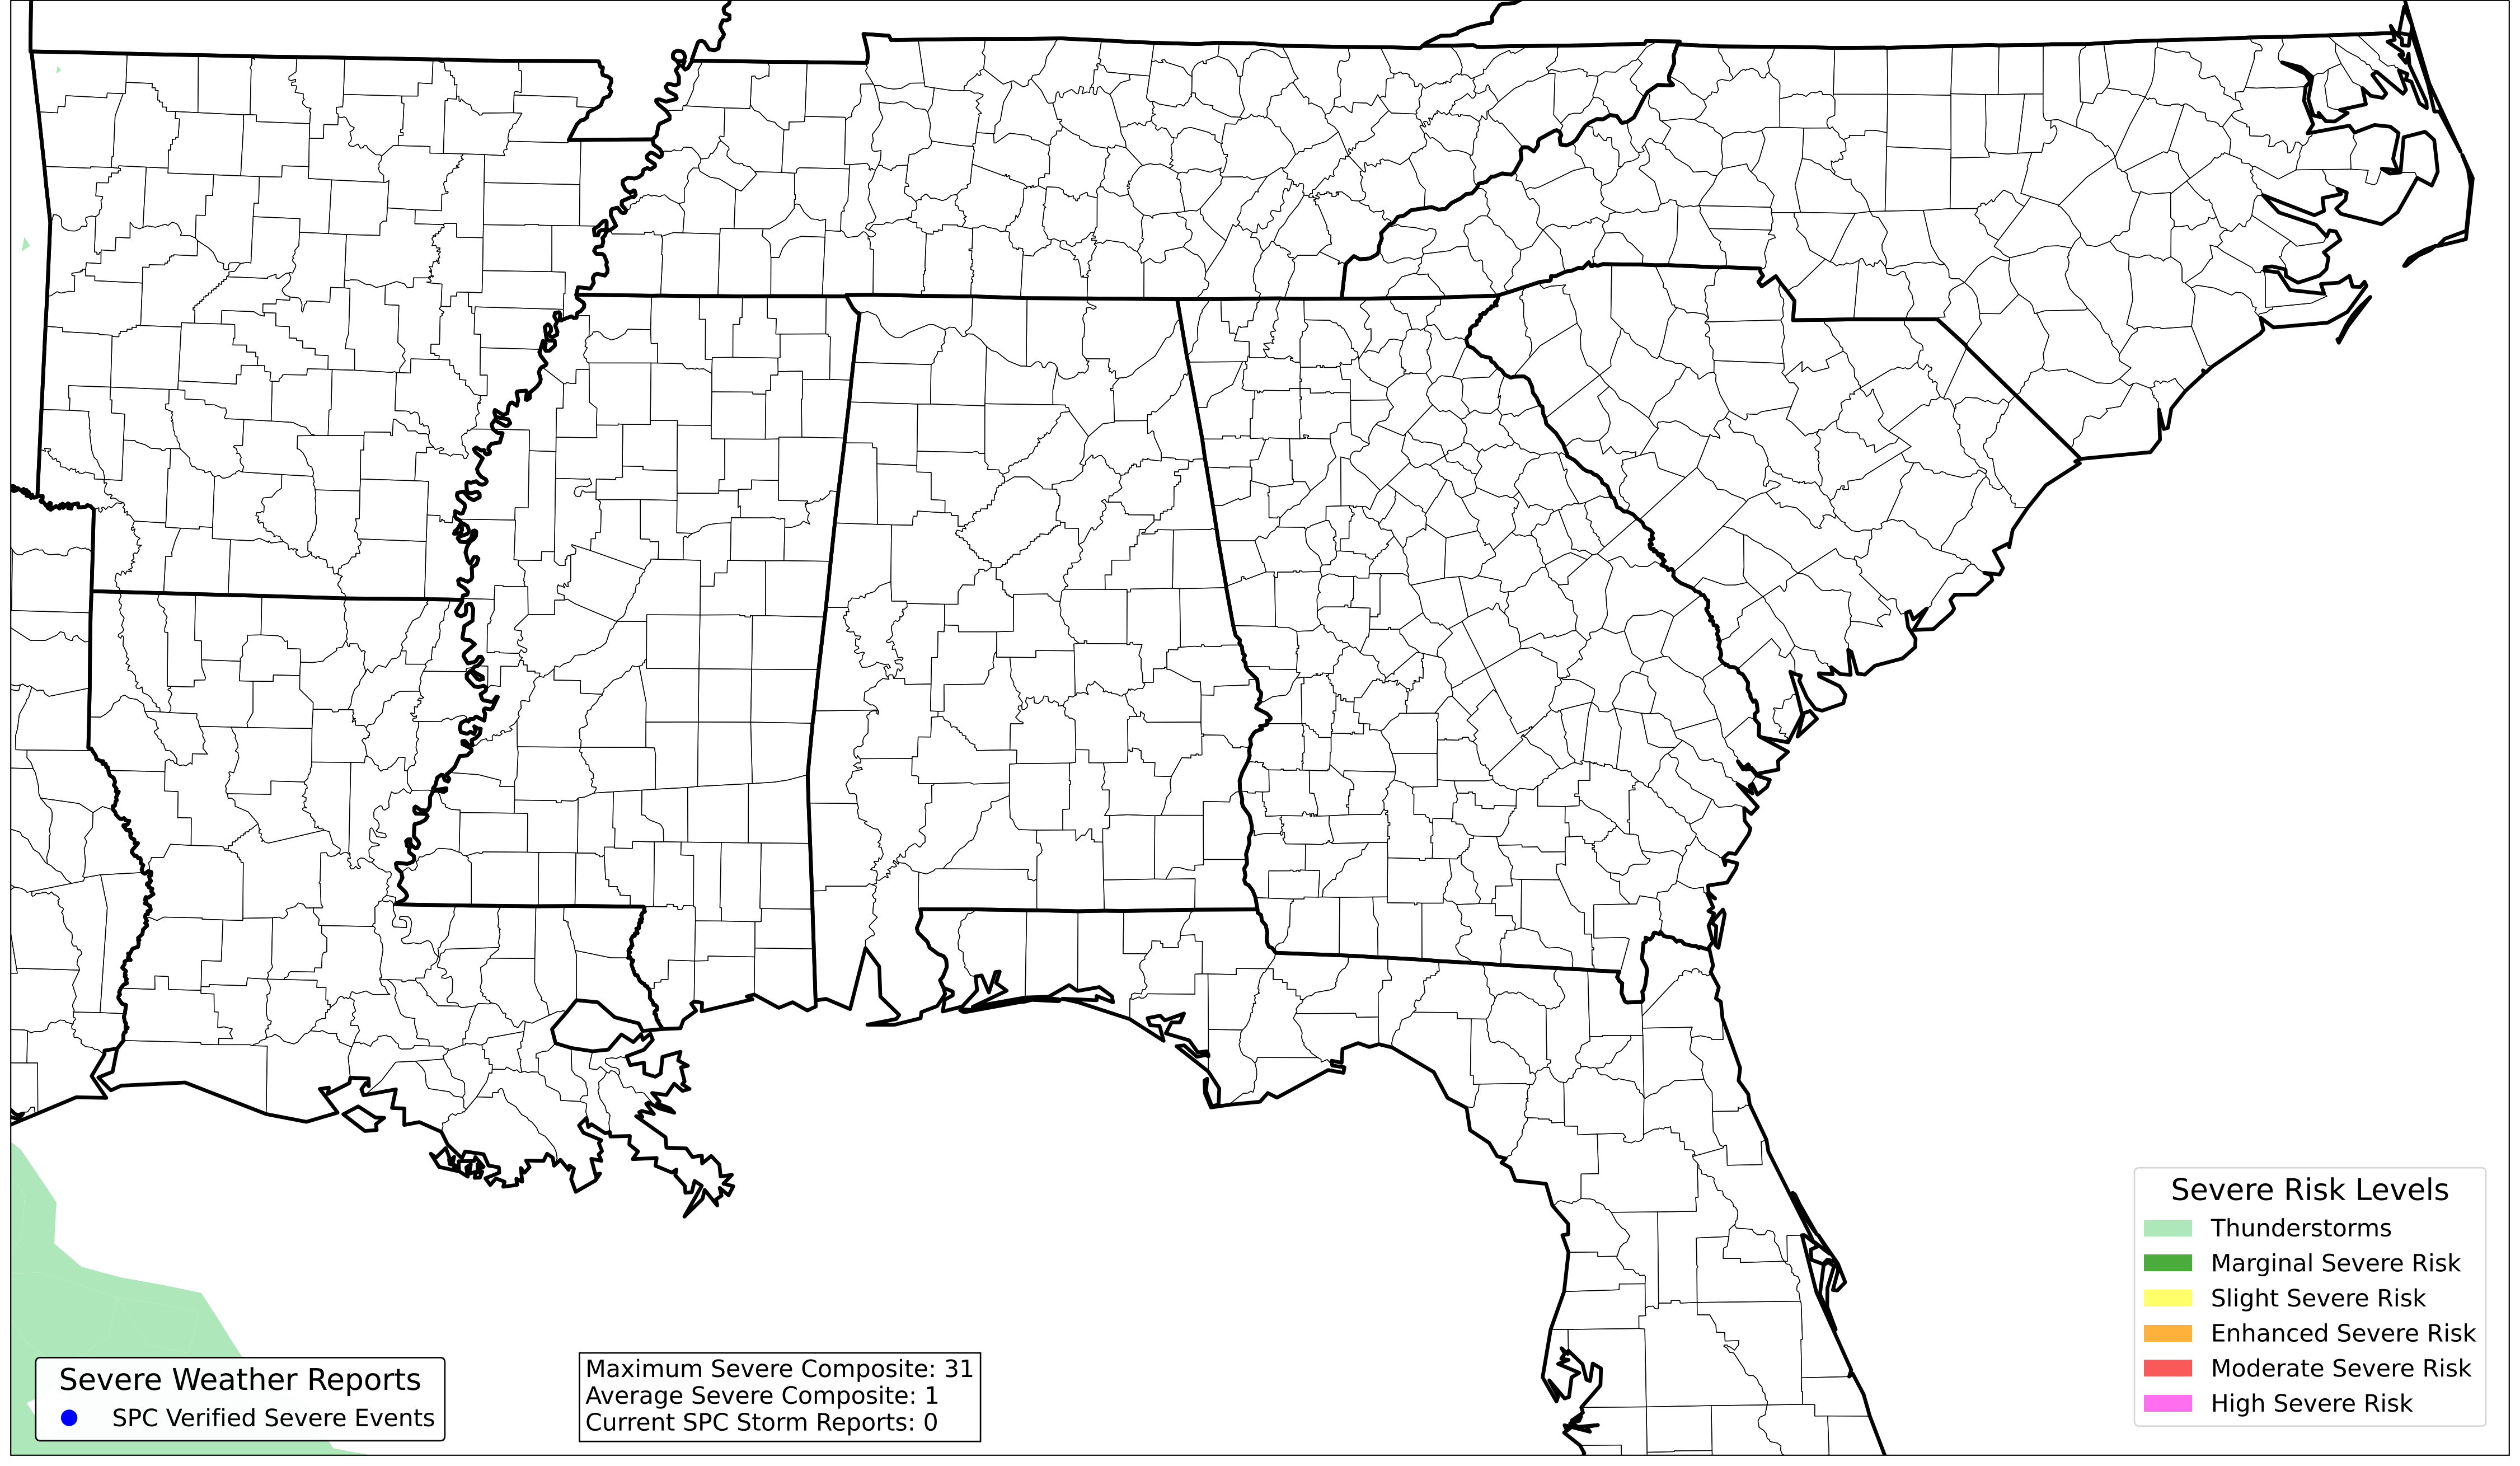 Severe Weather Reports
SPC Verified Severe Events
Maximum Severe Composite: 31
Average Severe Composite: 1
Current SPC Storm Reports: 0
Severe Risk Levels
Thunderstorms
Marginal Severe Risk
Slight Severe Risk
Enhanced Severe Risk
Moderate Severe Risk
High Severe Risk